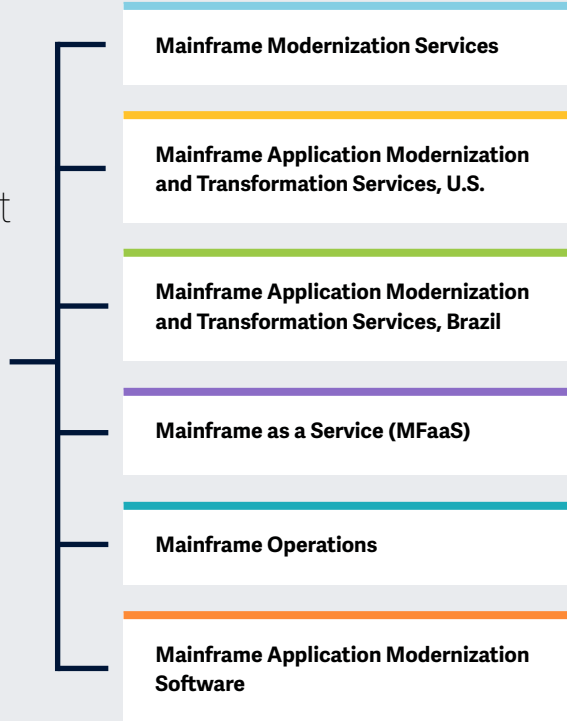 Mainframe Modernization Services
Mainframe Application Modernization
and Transformation Services, U.S.
t
Mainframe Application Modernization
and Transformation Services, Brazil
Mainframe as a Service (MFaaS)
Mainframe Operations
Mainframe Application Modernization
Software